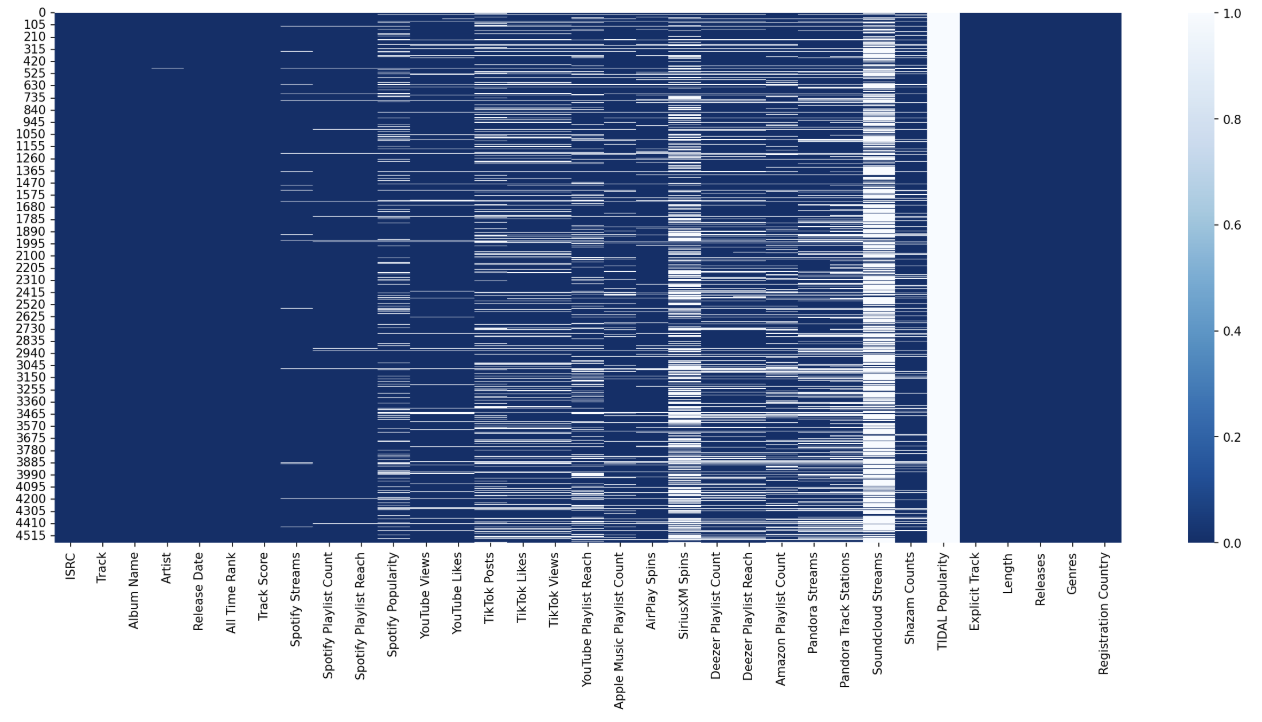 0
105
210
315
420
525
630
735
840
945
1050
1155
1260
1365
1470
1575
1680
1785
1890
1995
2100
2205
2310
2415
2520
2625
2730
2835
2940
3045
3150
3255
3360
3465
3570
3675
3780
3885
3990
4095
4200
4305
4410
4515
ISRC
Track
Album Name
Artist
Release Date
All Time Rank
Track Score
Spotify Streams
Spotify Playlist Count
Spotify Playlist Reach
Spotify Popularity
YouTube Views
YouTube Likes
TikTok Posts
TikTok Likes
TikTok Views
YouTube Playlist Reach
Apple Music Playlist Count
AirPlay Spins
SiriusXM Spins
Deezer Playlist Count
Deezer Playlist Reach
Amazon Playlist Count
Pandora Streams
Pandora Track Stations
Soundcloud Streams
Shazam Counts
TIDAL Popularity
Explicit Track
Length
Releases
Genres
Registration Country
1.0
0.8
0.6
0.4
0.2
0.0